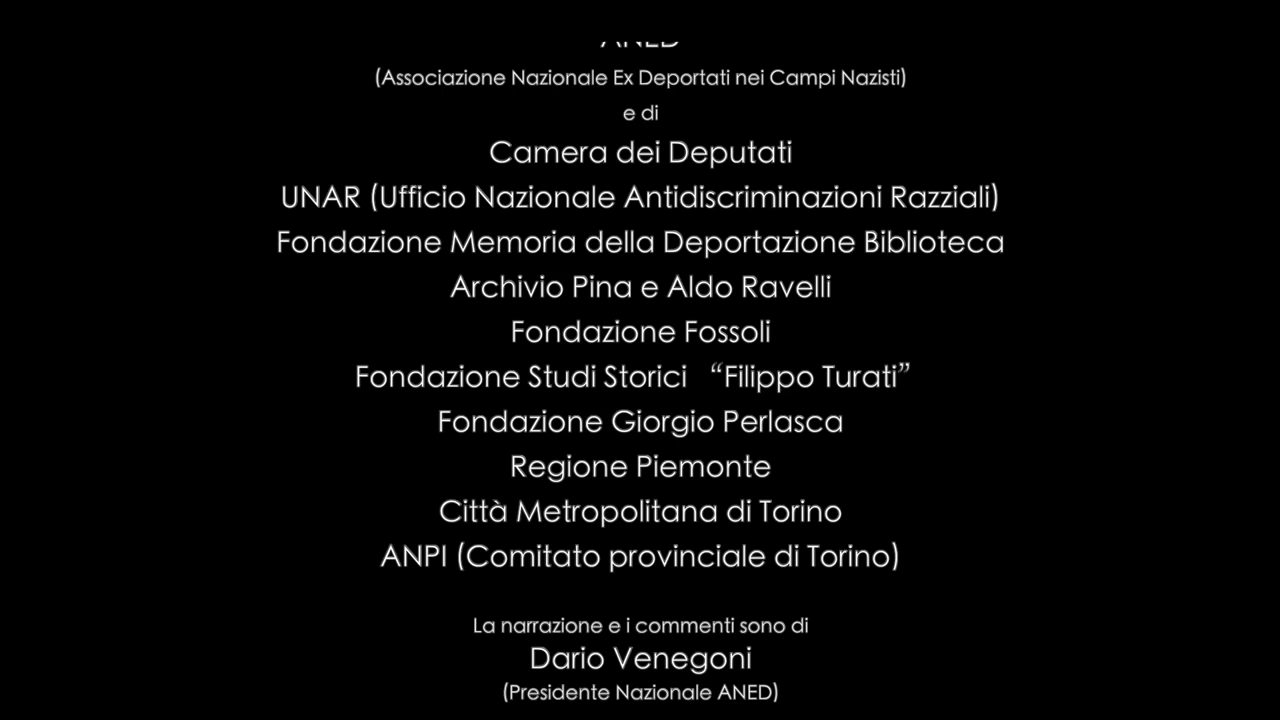 ANED
(Associazione Nazionale Ex Deportati nei Campi Nazisti)
e di
Camera dei Deputati
UNAR (Ufficio Nazionale Antidiscriminazioni Razziali)
Fondazione Memoria della Deportazione Biblioteca
Archivio Pina e Aldo Ravelli
Fondazione Fossoli
Fondazione Studi Storici “Filippo Turati”
Fondazione Giorgio Perlasca
Regione Piemonte
Città Metropolitana di Torino
ANPI (Comitato provinciale di Torino)
La narrazione e i commenti sono di
Dario Venegoni
(Presidente Nazionale ANED)